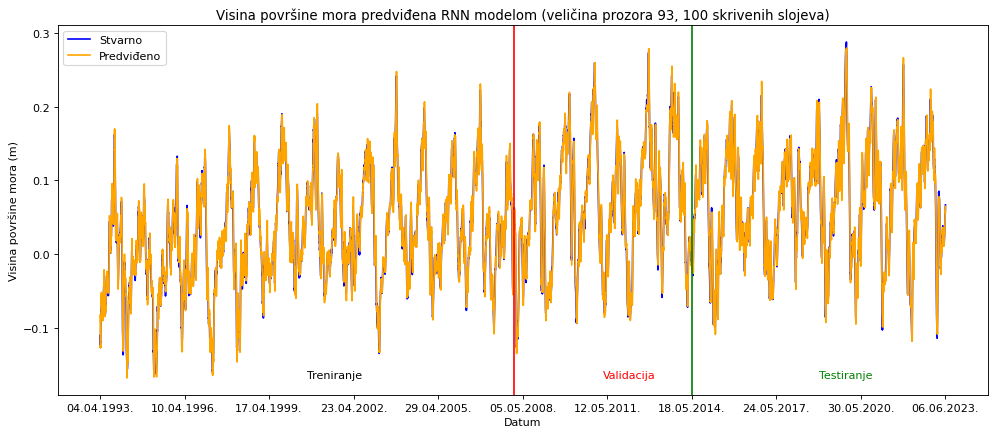 Visina površine mora predviđena RNN modelom (veličina prozora 93, 100 skrivenih slojeva)
Stvarno
Predviđeno
Visina površine mora (m)
0.3
0.2
0.1
0.0
−0.1
Treniranje
Validacija
Testiranje
04.04.1993.
10.04.1996.
17.04.1999.
23.04.2002.
29.04.2005.
05.05.2008.
12.05.2011.
18.05.2014.
24.05.2017.
30.05.2020.
06.06.2023.
Datum